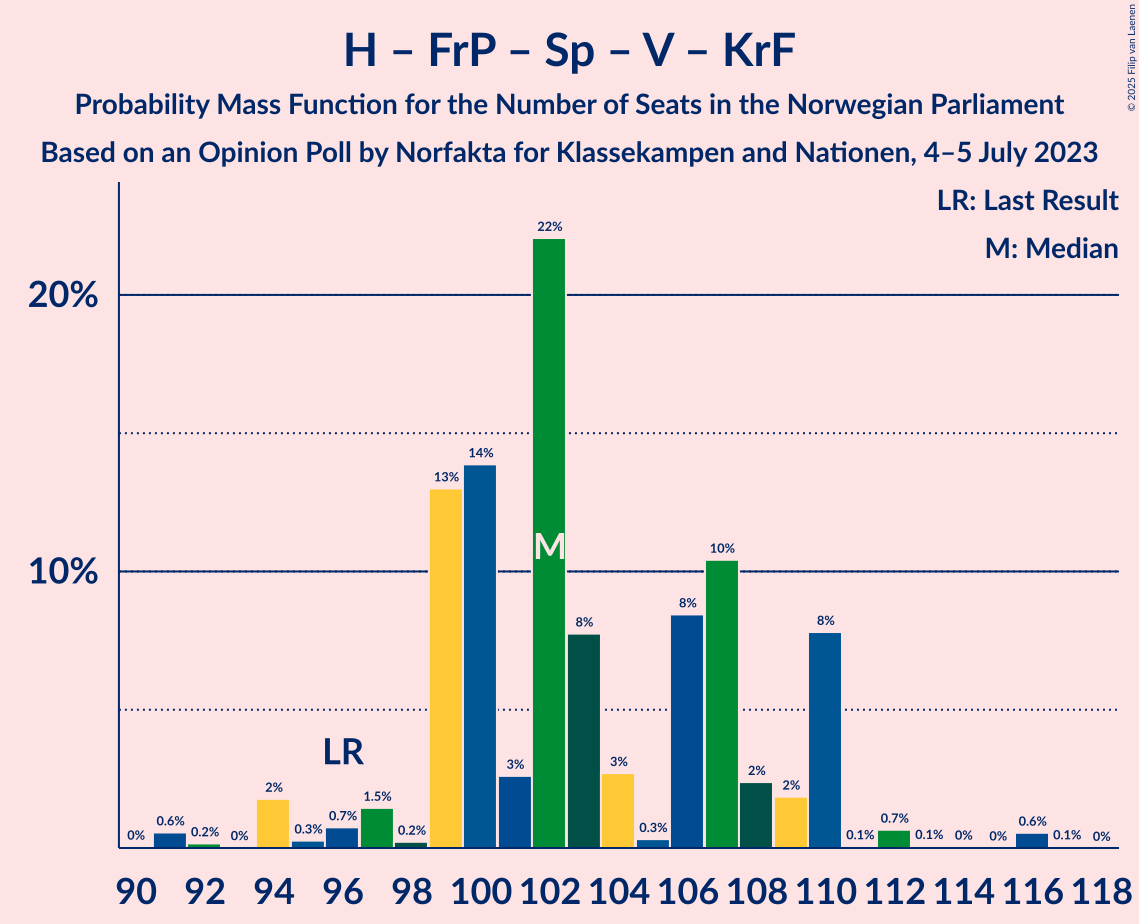 H – FrP – Sp – V – KrF
Probability Mass Function for the Number of Seats in the Norwegian Parliament
Based on an Opinion Poll by Norfakta for Klassekampen and Nationen, 4–5 July 2023
© 2025 Filip van Laenen
LR: Last Result
M: Median
20%
10%
0% 0.6% 0.2% 0% 2% 0.3% 0.7% 1.5% 0.2% 13% 14% 3% 22% 8% 3% 0.3% 8% 10% 2% 2% 8% 0.1% 0.7% 0.1% 0% 0% 0.6% 0.1% 0%
LR
M
90 92 94 96 98 100 102 104 106 108 110 112 114 116 118